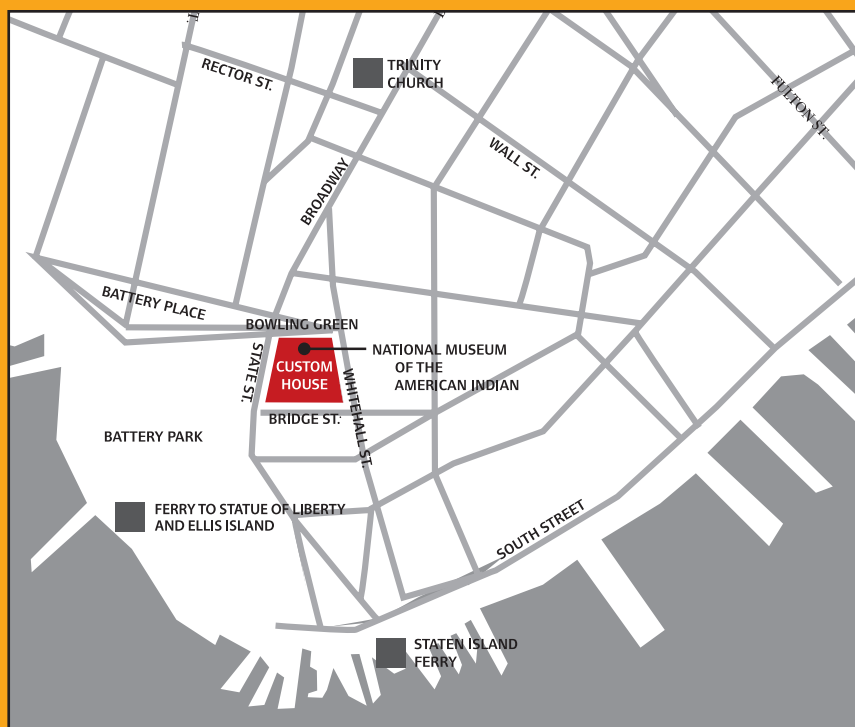 TRINITY
CHURCH
RECTOR ST.
FULTON ST.
WALL ST.
BROADWAY
BATTERY PLACE
BOWLING GREEN
STATE ST.
CUSTOM
HOUSE
NATIONAL MUSEUM
OF THE
AMERICAN INDIAN
WHITEHALL ST.
BRIDGE ST.
BATTERY PARK
FERRY TO STATUE OF LIBERTY
AND ELLIS ISLAND
SOUTH STREET
STATEN ISLAND
FERRY